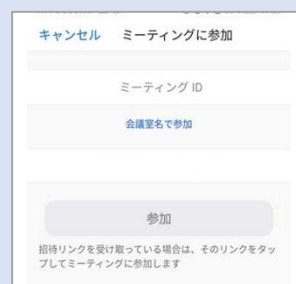 キャンセル ミーティングに参加
ミーティング ID
会議室名で参加
参加
招待リンクを受け取っている場合は、そのリンクをタッ
プしてミーティングに参加します